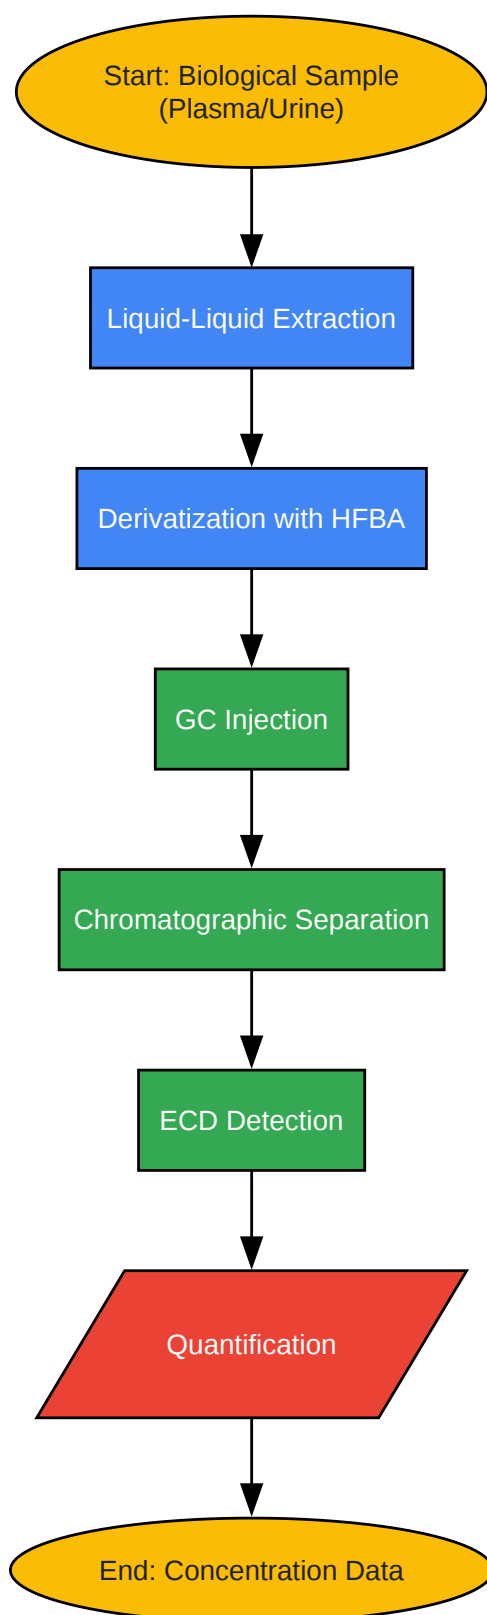 Start: Biological Sample
(Plasma/Urine)
Liquid-Liquid Extraction
Derivatization with HFBA
GC Injection
Chromatographic Separation
ECD Detection
Quantification
End: Concentration Data